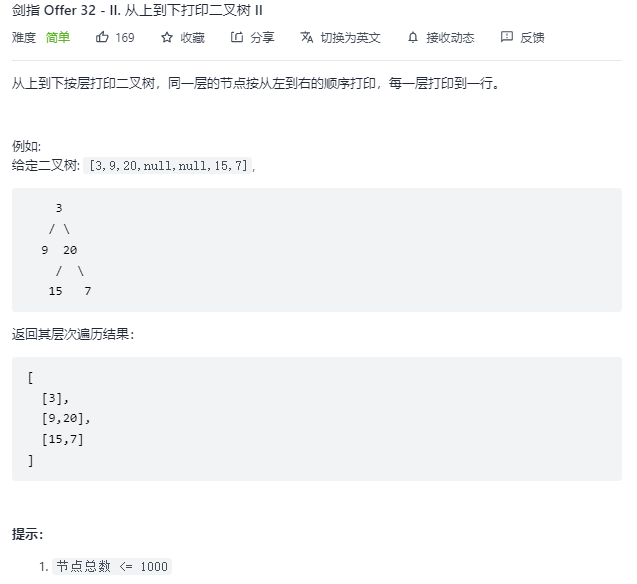 剑指 Offer 32 - II. 从上到下打印二叉树 II
难度 简单 169 收藏 分享 切换为英文 接收动态 反馈
从上到下按层打印二叉树，同一层的节点按从左到右的顺序打印，每一层打印到一行。
例如:
给定二叉树: [3,9,20,null,null,15,7],
3
/ \
9 20
/ \
15 7
返回其层次遍历结果：
[
[3],
[9,20],
[15,7]
]
提示：
1. 节点总数 <= 1000